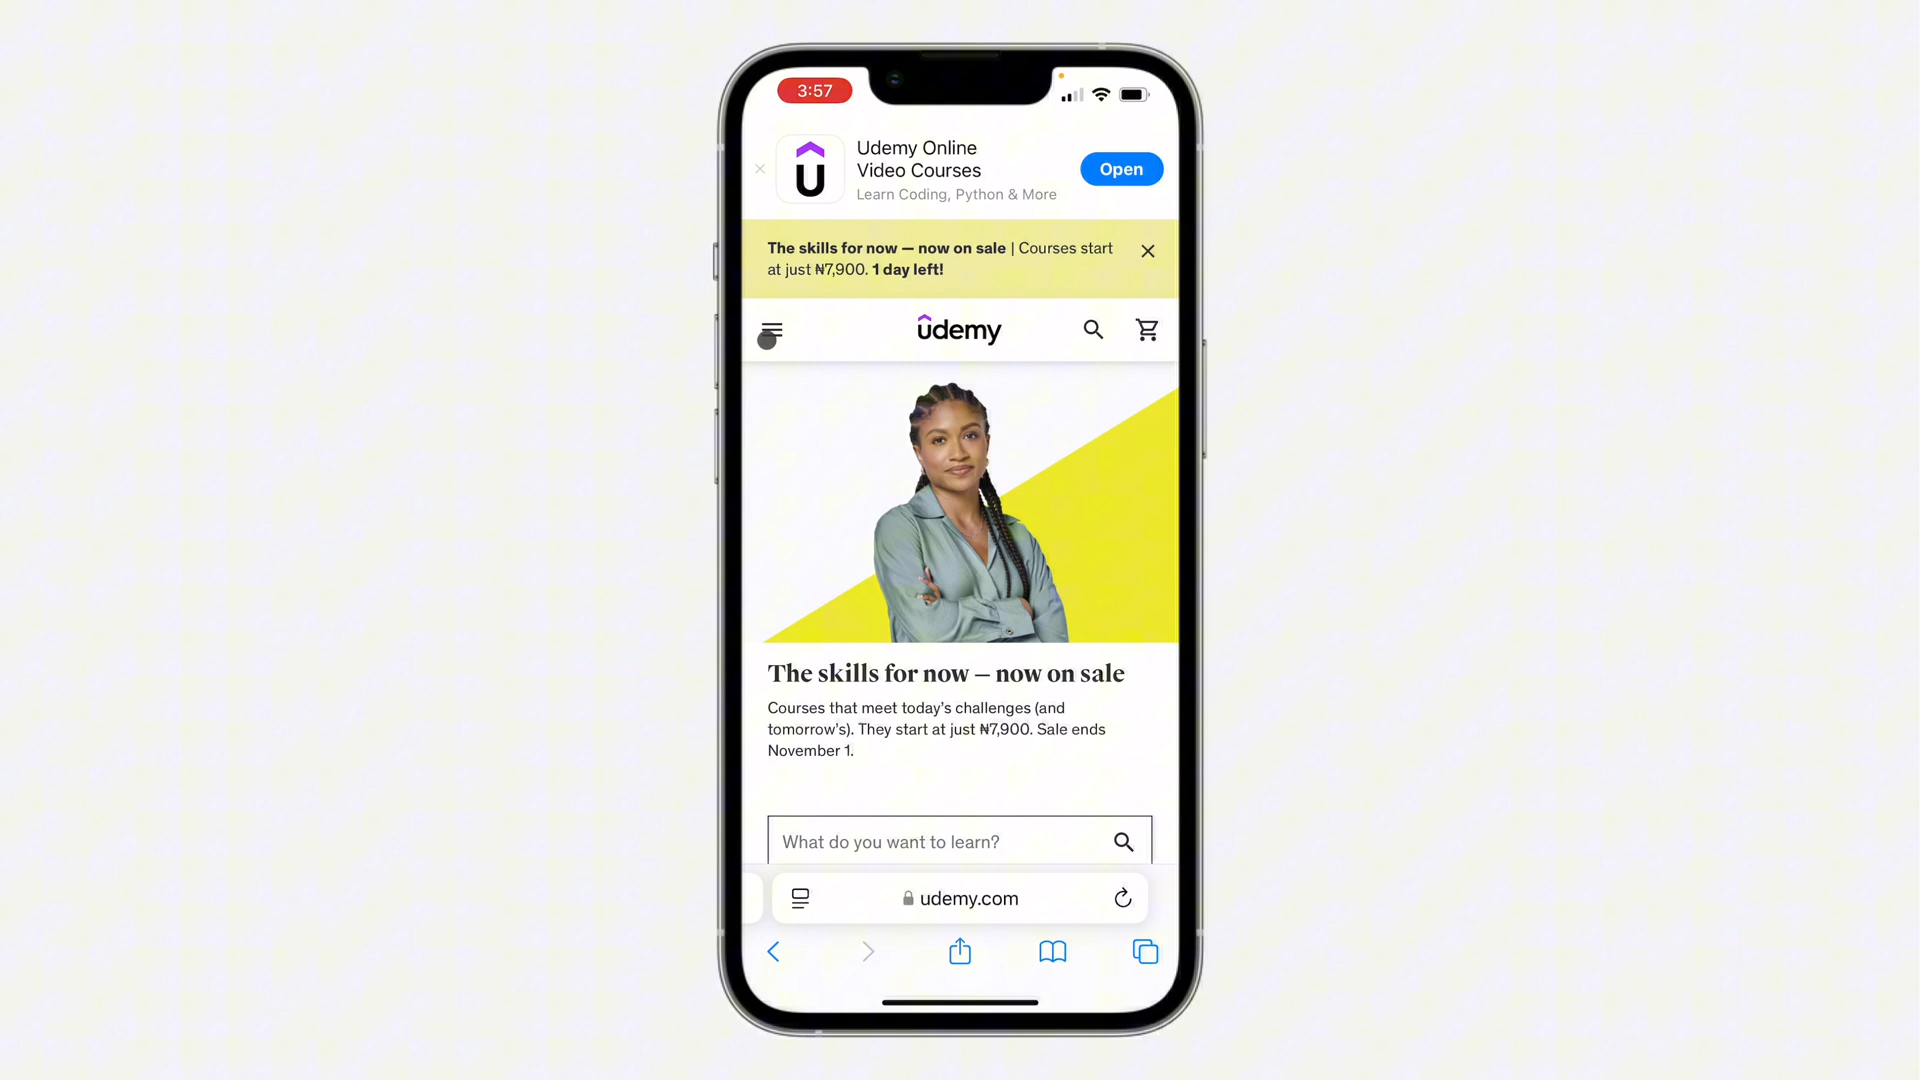 3:57
Udemy Online
Video Courses
Learn Coding, Python & More
Open
The skills for now — now on sale | Courses start
at just ₦7,900. 1 day left!
udemy
The skills for now — now on sale
Courses that meet today’s challenges (and
tomorrow’s). They start at just ₦7,900. Sale ends
November 1.
What do you want to learn?
udemy.com